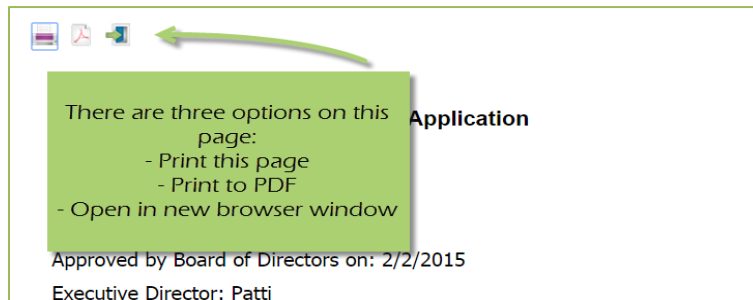 There are three options on this
page:
- Print this page
- Print to PDF
- Open in new browser window
Application
Approved by Board of Directors on: 2/2/2015
Executive Director: Patti